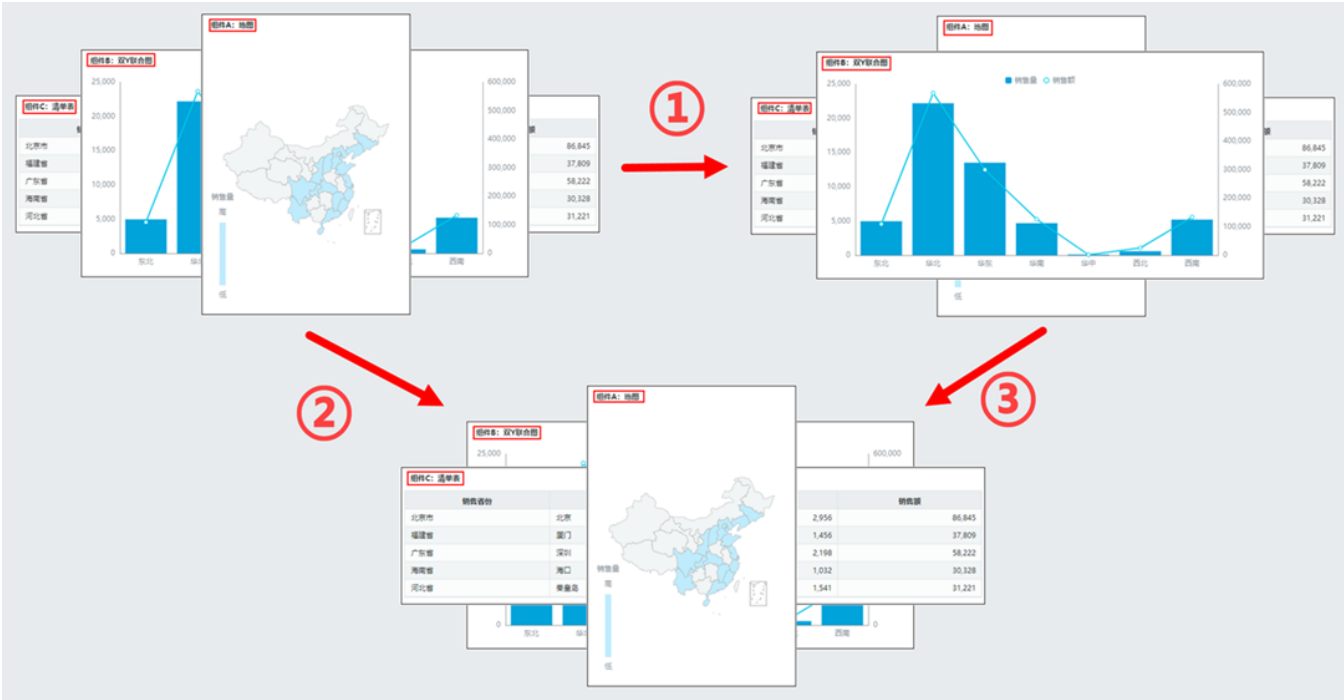 组件A：地图
组件B：双Y联合图
25,000
600,000
500,000
组件C：清单表
额
20,000
400,000
北京市
15,000
86,845
福建省
300,000
37,809
广东省
10,000
200,000
58,222
海南省
30,328
河北省
5,000
100,000
31,221
0
0
东北
西南
销售量
高
低
①
组件A：地图
组件B：双Y联合图
销售量
销售额
25,000
600,000
500,000
组件C：清单表
额
20,000
400,000
北京市
15,000
86,845
福建省
300,000
37,809
广东省
10,000
200,000
58,222
海南省
30,328
河北省
5,000
100,000
31,221
0
0
东北
华北
华东
华南
华中
西北
西南
低
②
③
组件A：地图
组件B：双Y联合图
25,000
600,000
组件C：清单表
销售省份
销售额
北京市
北京
2,956
86,845
福建省
厦门
1,456
37,809
广东省
深圳
2,198
58,222
海南省
海口
1,032
30,328
河北省
秦皇岛
1,541
31,221
销售量
高
低
0
0
东北
西南